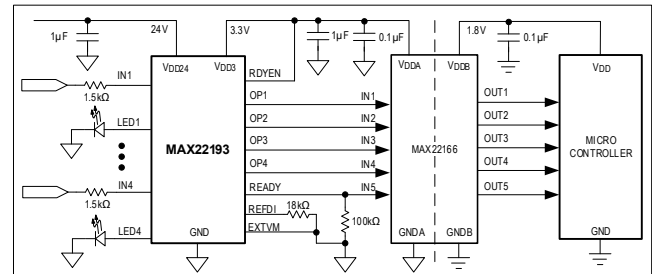 24V 3.3V 1.8V
1µF 1µF 0.1µF 0.1µF
VDD24 VDD3 VDDA VDDB VDD
RDYEN
IN1 OP1 IN1 OUT1
1.5kΩ
LED1 OP2 IN2 OUT2
MAX22193 MAX22166 MICRO CONTROLLER
OP3 IN3 OUT3
OP4 IN4 OUT4
IN4 READY IN5 OUT5
1.5kΩ
REFDI 18kΩ
100kΩ
EXTVM
LED4
GND GNDA GNDB GND